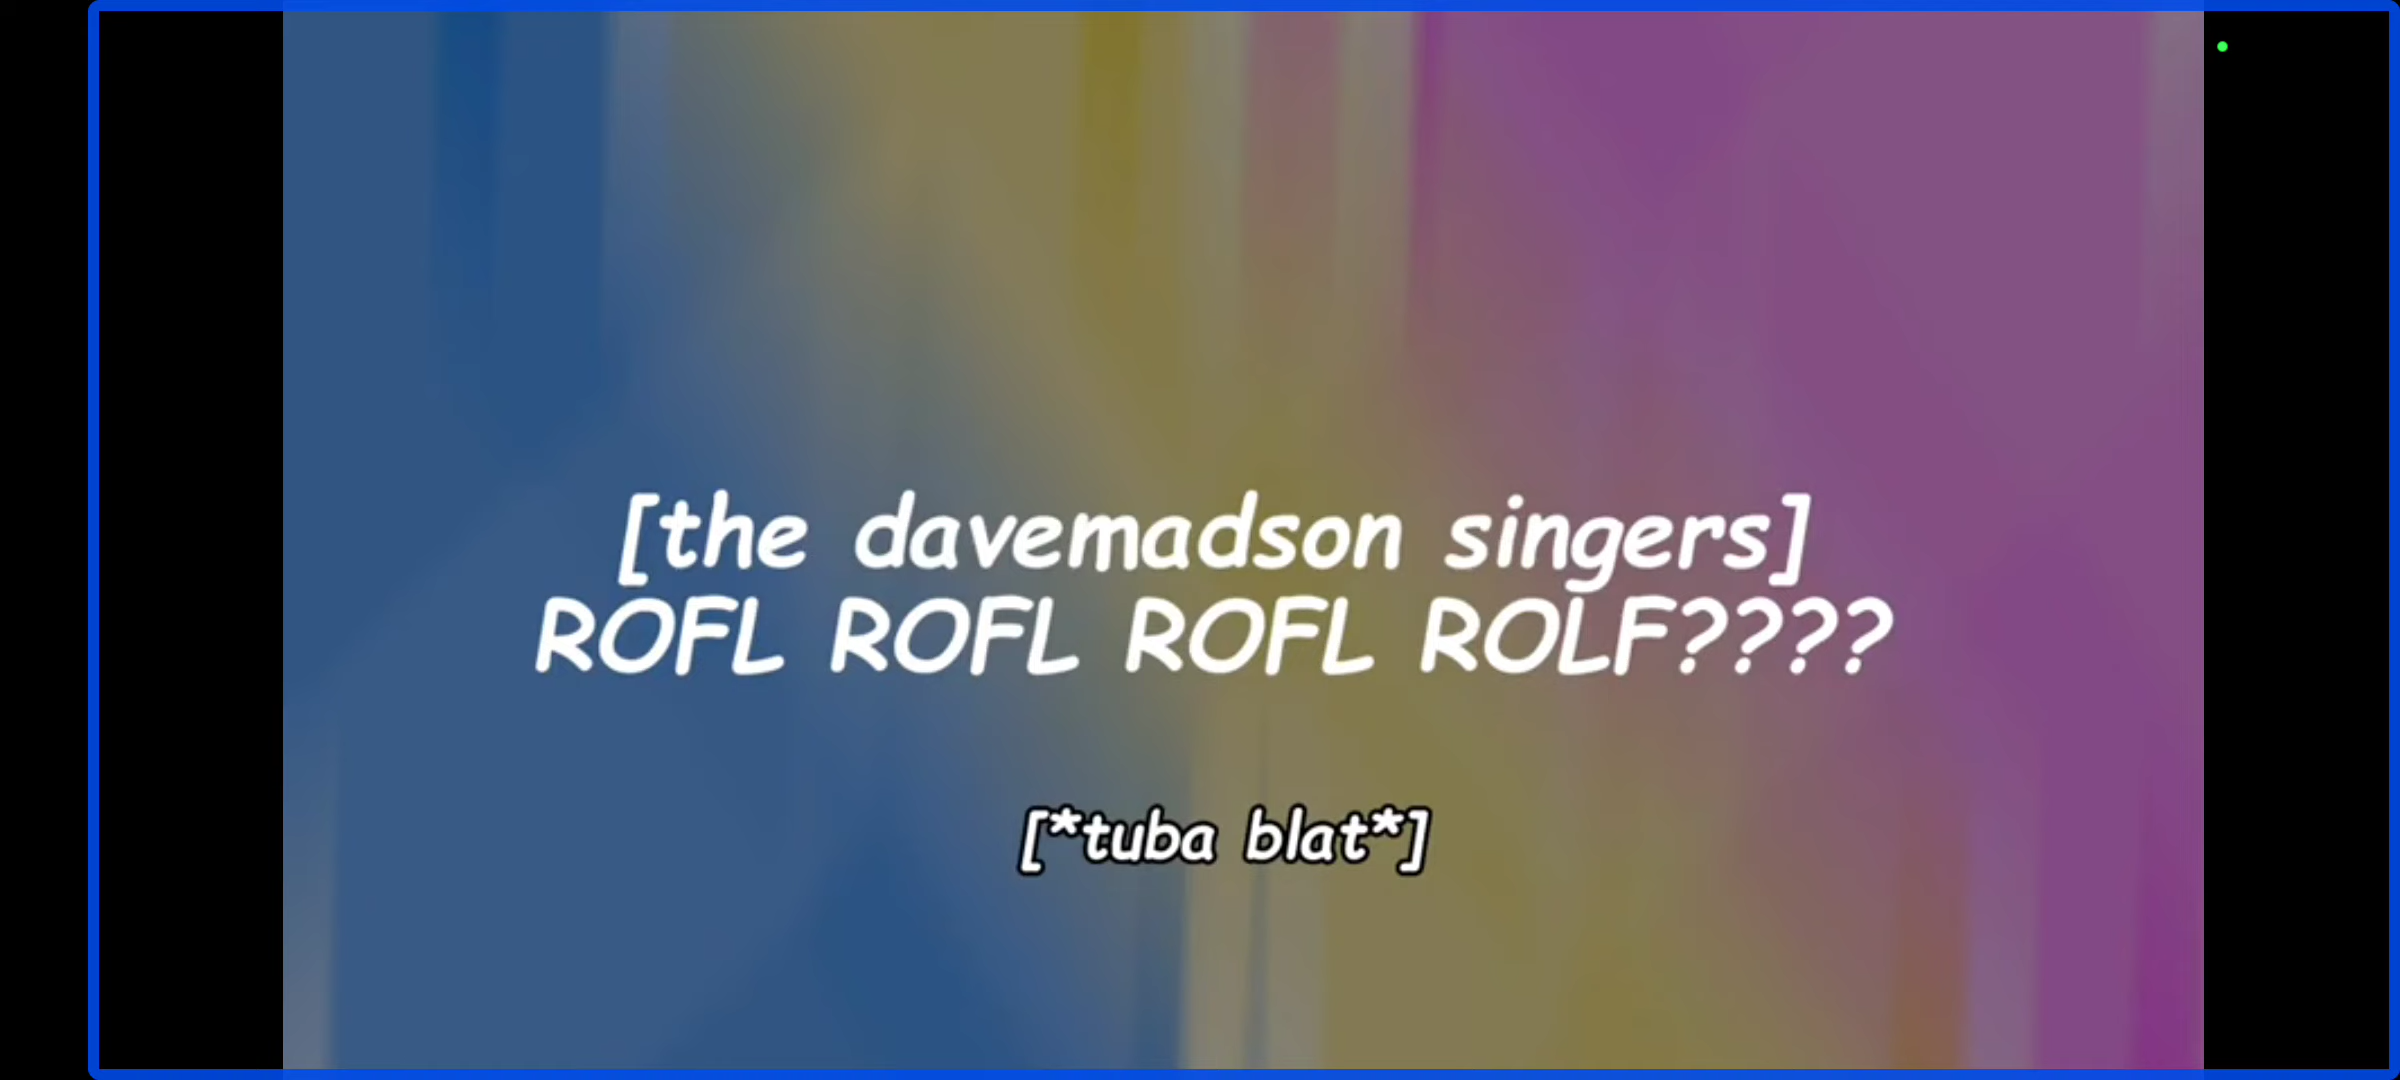 [the davemadson singers]
ROFL ROFL ROFL ROLF????
[*tuba blat*]